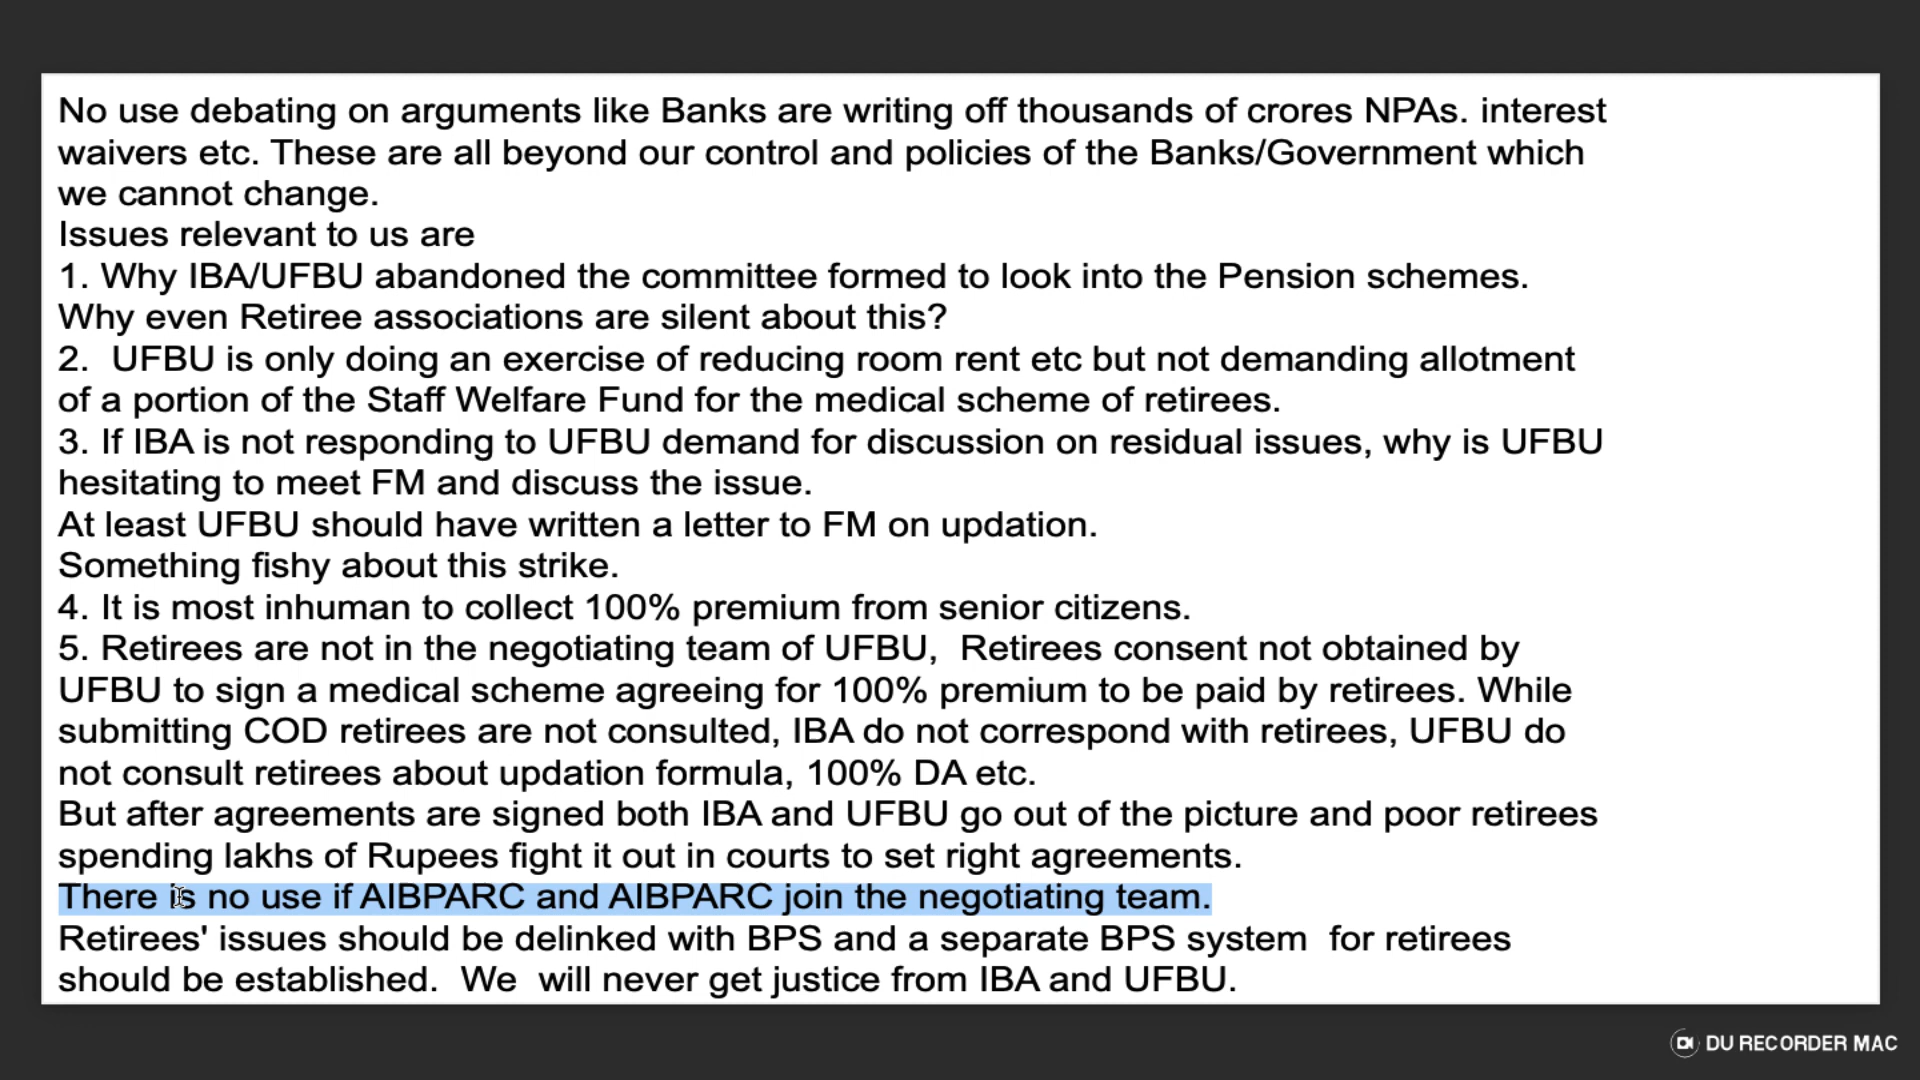 No use debating on arguments like Banks are writing off thousands of crores NPAs. interest
waivers etc. These are all beyond our control and policies of the Banks/Government which
we cannot change.
Issues relevant to us are
1. Why IBA/UFBU abandoned the committee formed to look into the Pension schemes.
Why even Retiree associations are silent about this?
2.  UFBU is only doing an exercise of reducing room rent etc but not demanding allotment
of a portion of the Staff Welfare Fund for the medical scheme of retirees.
3. If IBA is not responding to UFBU demand for discussion on residual issues, why is UFBU
hesitating to meet FM and discuss the issue.
At least UFBU should have written a letter to FM on updation.
Something fishy about this strike.
4. It is most inhuman to collect 100% premium from senior citizens.
5. Retirees are not in the negotiating team of UFBU,  Retirees consent not obtained by
UFBU to sign a medical scheme agreeing for 100% premium to be paid by retirees. While
submitting COD retirees are not consulted, IBA do not correspond with retirees, UFBU do
not consult retirees about updation formula, 100% DA etc.
But after agreements are signed both IBA and UFBU go out of the picture and poor retirees
spending lakhs of Rupees fight it out in courts to set right agreements.
There is no use if AIBPARC and AIBPARC join the negotiating team.
Retirees' issues should be delinked with BPS and a separate BPS system  for retirees
should be established.  We  will never get justice from IBA and UFBU.
DU RECORDER MAC